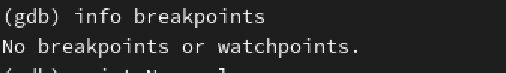 (gdb) info breakpoints
No breakpoints or watchpoints.